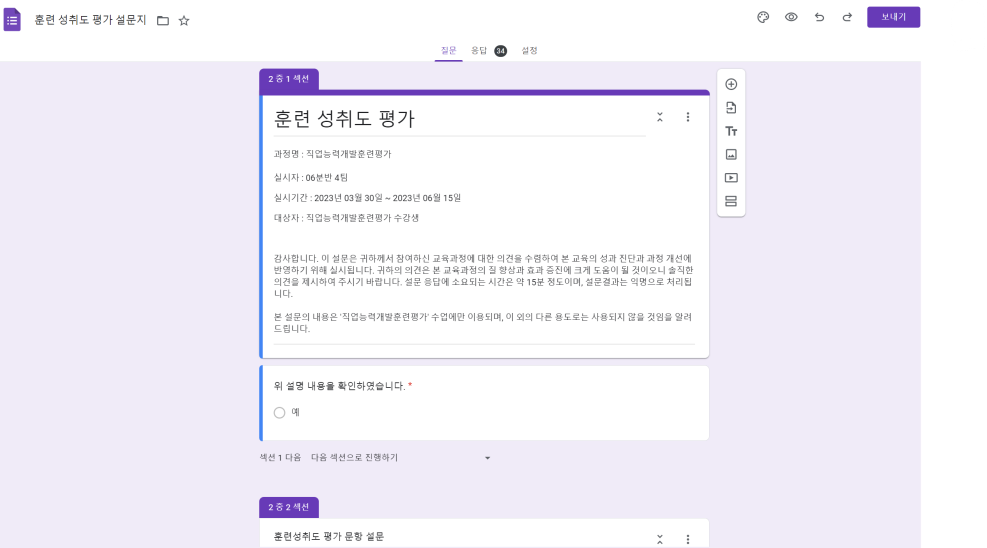 훈련 성취도 평가 설문지
보내기
질문 응답 34 설정
2 중 1 섹션
훈련 성취도 평가
과정명 : 직업능력개발훈련평가
실시자 : 06분반 4팀
실시기간 : 2023년 03월 30일 ~ 2023년 06월 15일
대상자 : 직업능력개발훈련평가 수강생
감사합니다. 이 설문은 귀하께서 참여하신 교육과정에 대한 의견을 수렴하여 본 교육의 성과 진단과 과정 개선에
반영하기 위해 실시됩니다. 귀하의 의견은 본 교육과정의 질 향상과 효과 증진에 크게 도움이 될 것이오니 솔직한
의견을 제시하여 주시기 바랍니다. 설문 응답에 소요되는 시간은 약 15분 정도이며, 설문결과는 익명으로 처리됩
니다.
본 설문의 내용은 '직업능력개발훈련평가' 수업에만 이용되며, 이 외의 다른 용도로는 사용되지 않을 것임을 알려
드립니다.
위 설명 내용을 확인하였습니다. *
예
섹션 1 다음 다음 섹션으로 진행하기
2 중 2 섹션
훈련성취도 평가 문항 설문